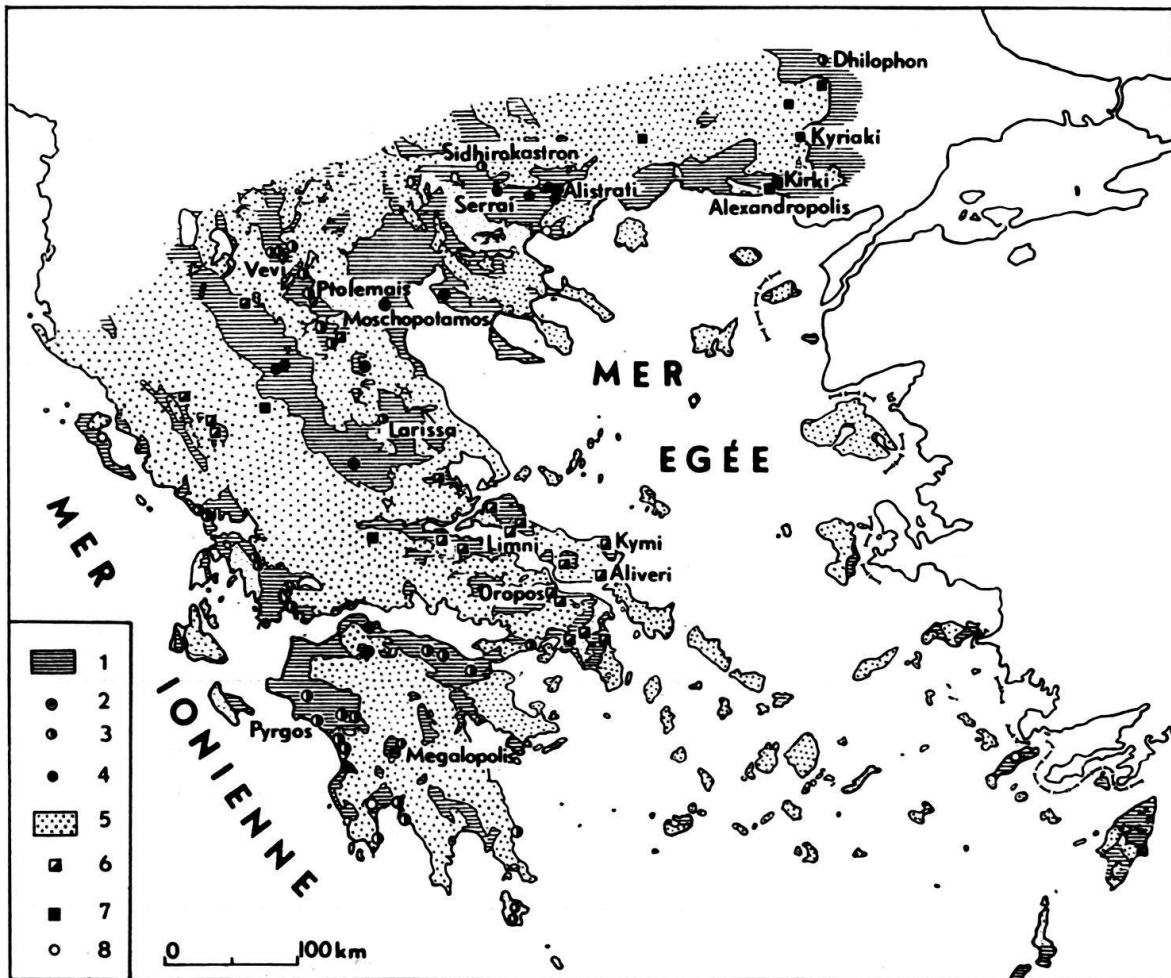 Dhilophon
Kyriaki
Sidhirokastron
Kirki
Alistrati
Serrai
Alexandropolis
Vevi
Ptolemais
Moschopotamos
MER
EGÉE
Larissa
MER
IONIENNE
Limni
Kymi
Aliveri
Oropos
Pyrgos
Megalopolis
1
2
3
4
5
6
7
8
0 100 km